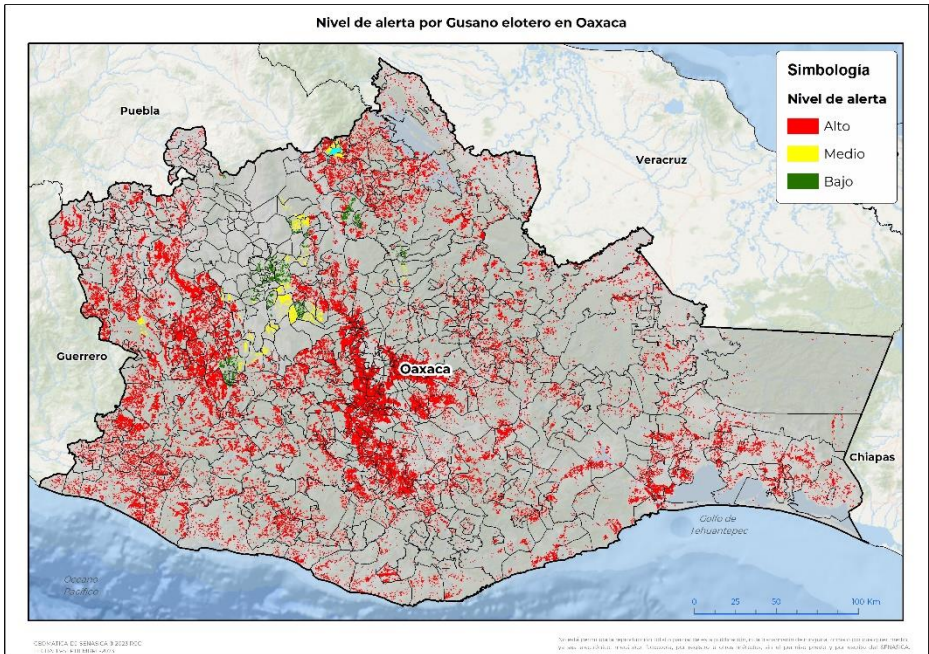 Nivel de alerta por Gusano elotero en Oaxaca
Simbología
Nivel de alerta
Alto
Medio
Bajo
Puebla
Veracruz
Guerrero
Oaxaca
Chiapas
Golfo de
Tehuantepec
Océano
Pacífico
0 25 50 100 Km